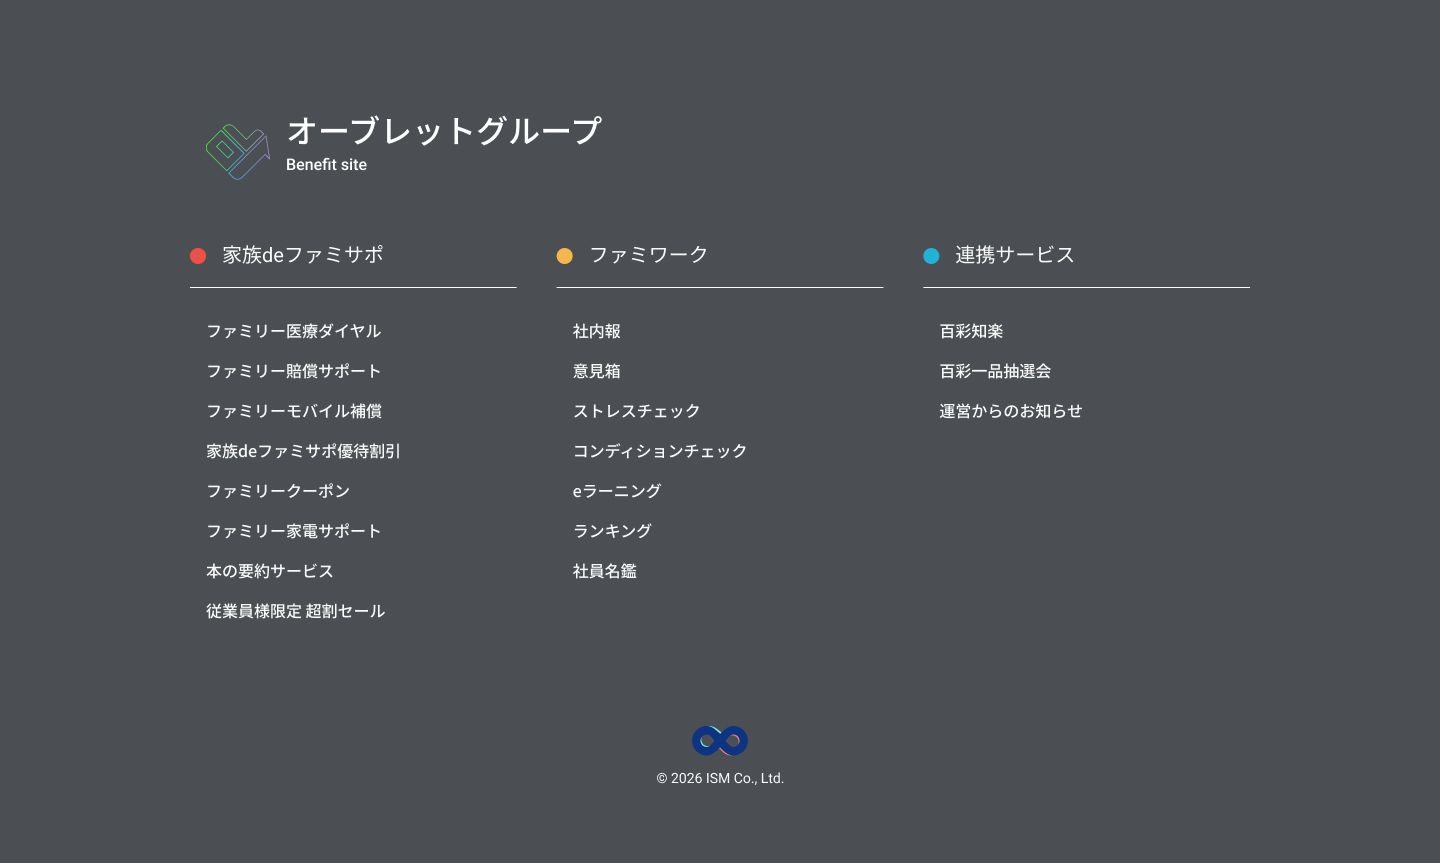 オーブレットグループ
Benefit site
家族deファミサポ
ファミリー医療ダイヤル
ファミリー賠償サポート
ファミリーモバイル補償
家族deファミサポ優待割引
ファミリークーポン
ファミリー家電サポート
本の要約サービス
従業員様限定 超割セール
ファミワーク
社内報
意見箱
ストレスチェック
コンディションチェック
eラーニング
ランキング
社員名鑑
連携サービス
百彩知楽
百彩一品抽選会
運営からのお知らせ
© 2026 ISM Co., Ltd.